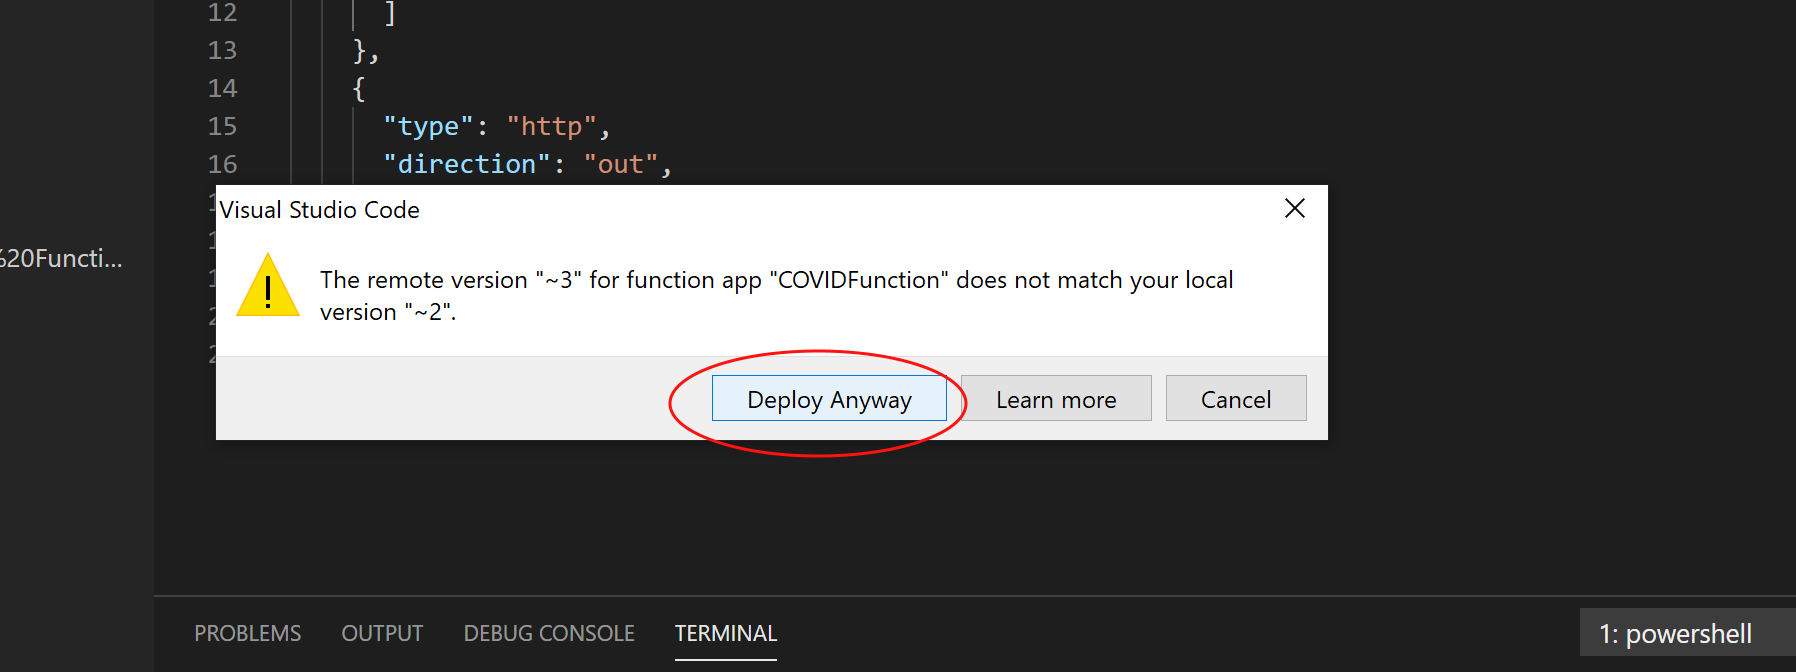 12 ]
13 },
14 {
15 "type": "http",
16 "direction": "out",
Visual Studio Code
%20Functi...
The remote version "~3" for function app "COVIDFunction" does not match your local
version "~2".
Deploy Anyway Learn more Cancel
PROBLEMS OUTPUT DEBUG CONSOLE TERMINAL 1: powershell